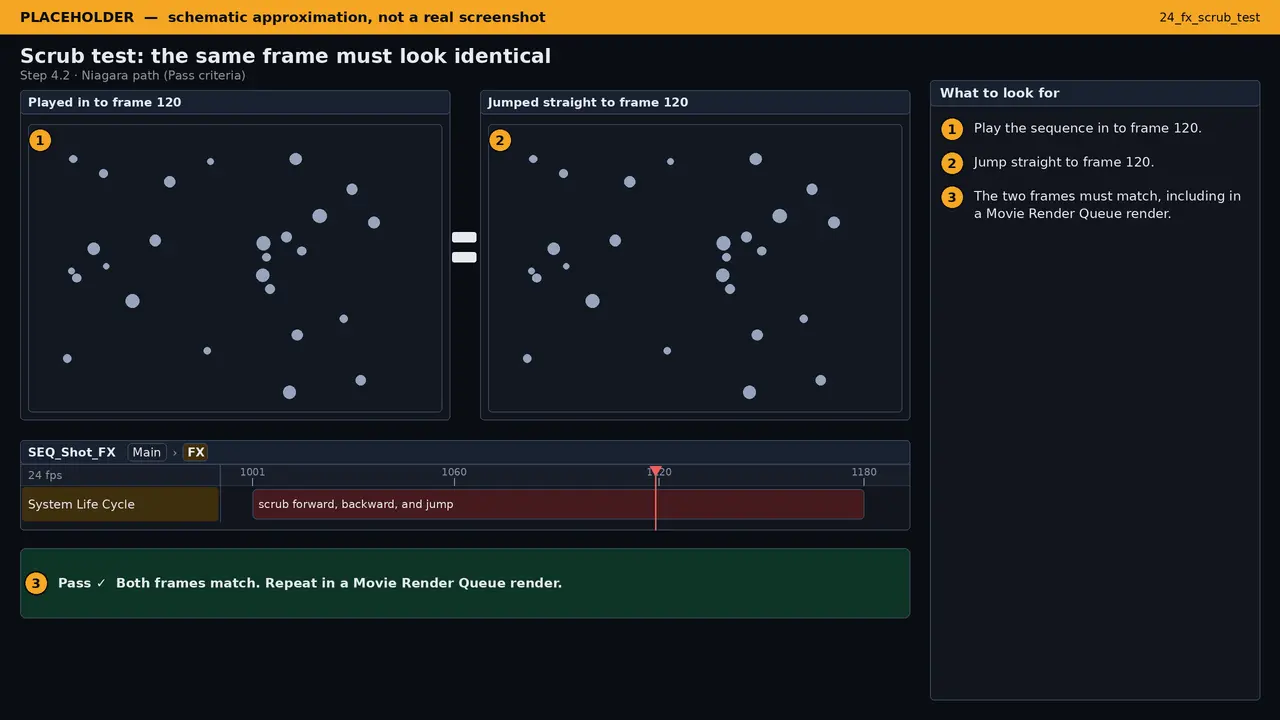 PLACEHOLDER — schematic approximation, not a real screenshot
24_fx_scrub_test
Scrub test: the same frame must look identical
Step 4.2 · Niagara path (Pass criteria)
Played in to frame 120
1
Jumped straight to frame 120
2
What to look for
1 Play the sequence in to frame 120.
2 Jump straight to frame 120.
3 The two frames must match, including in
a Movie Render Queue render.
SEQ_Shot_FX Main › FX
24 fps
1001 1060 1180
System Life Cycle
scrub forward, backward, and jump
3 Pass ✓ Both frames match. Repeat in a Movie Render Queue render.